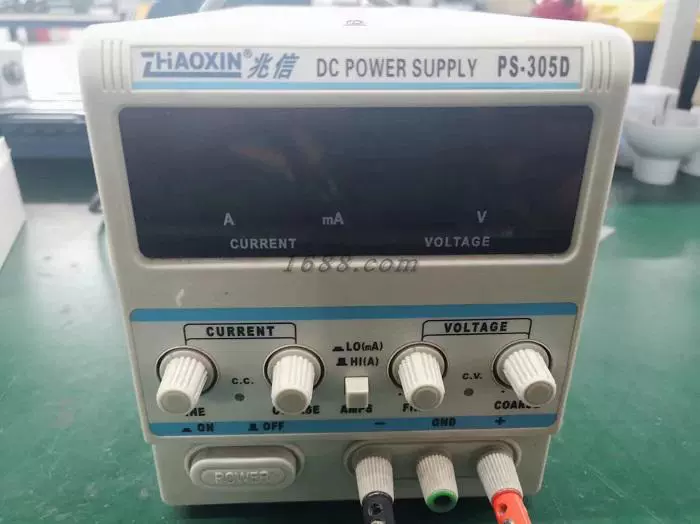 ZHAOXIN® 兆信 DC POWER SUPPLY PS-305D
A mA V
CURRENT VOLTAGE
1688.com
CURRENT LO(mA) VOLTAGE
HI(A)
C.C. C.V.
AMPS COARSE
ON OFF - GND +
POWER